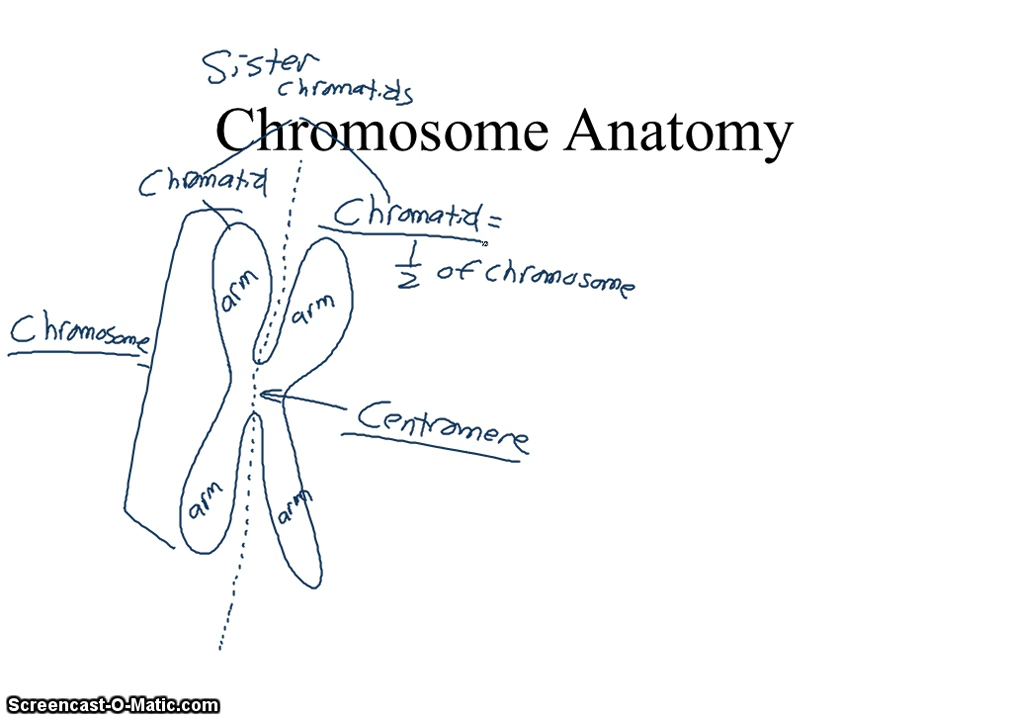 Sister
chromatids
Chromosome Anatomy
Chromatid
Chromatid =
1/2 of chromosome
arm
arm
Chromosome
Centromere
arm
arm
Screencast-O-Matic.com